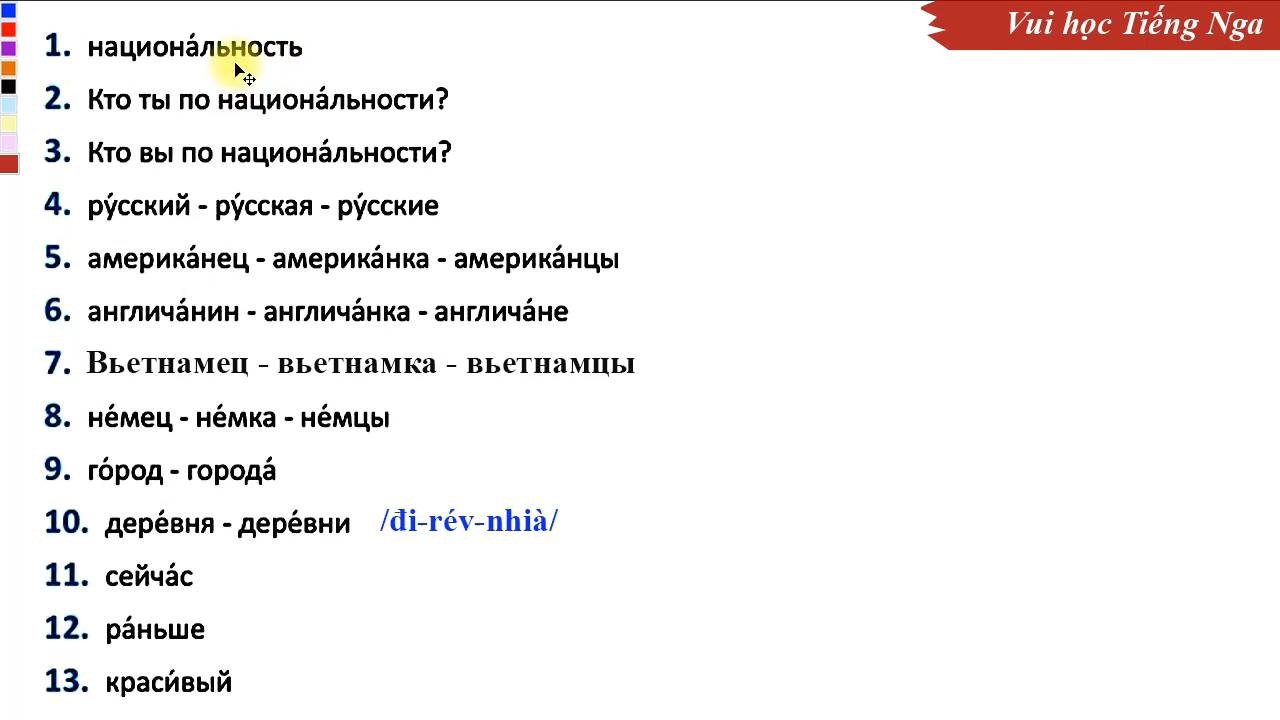 Vui học Tiếng Nga
1. национа́льность
2. Кто ты по национа́льности?
3. Кто вы по национа́льности?
4. ру́сский - ру́сская - ру́сские
5. америка́нец - америка́нка - америка́нцы
6. англича́нин - англича́нка - англича́не
7. Вьетнамец - вьетнамка - вьетнамцы
8. не́мец - не́мка - не́мцы
9. го́род - города́
10. дере́вня - дере́вни /đi-rév-nhià/
11. сейча́с
12. ра́ньше
13. краси́вый